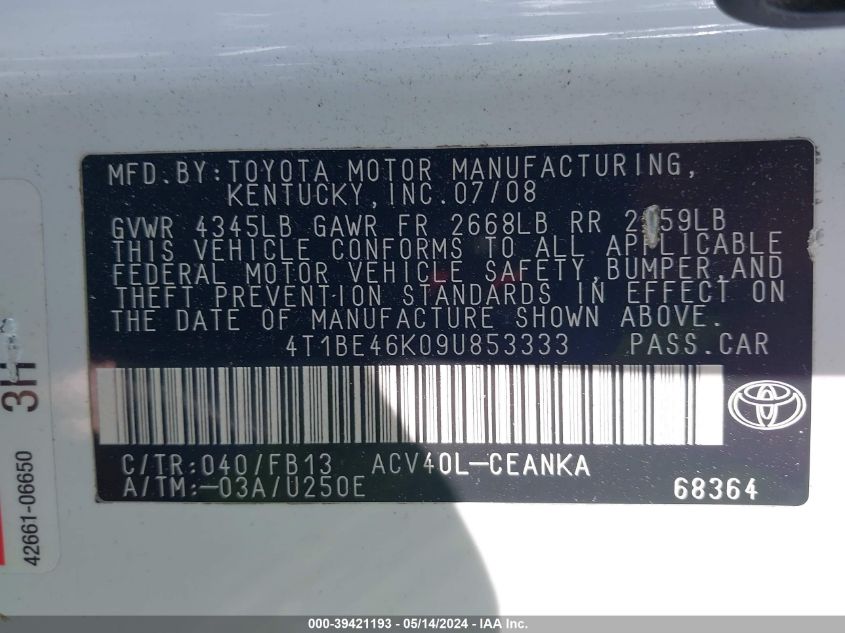 MFD.BY:TOYOTA MOTOR MANUFACTURING,
KENTUCKY,INC.07/08
GVWR 4345LB GAWR FR 2668LB RR
THIS VEHICLE CONFORMS TO ALL APPLICABLE
FEDERAL MOTOR VEHICLE SAFETY,BUMPER,AND
THEFT PREVENTION STANDARDS IN EFFECT ON
THE DATE OF MANUFACTURE SHOWN ABOVE.
4T1BE46K09U853333 PASS.CAR
C/TR:040/FB13 ACV40L-CEANKA
A/TM:-03A/U250E
68364
3H
42661-06650
000-39421193 - 05/14/2024 - IAA Inc.